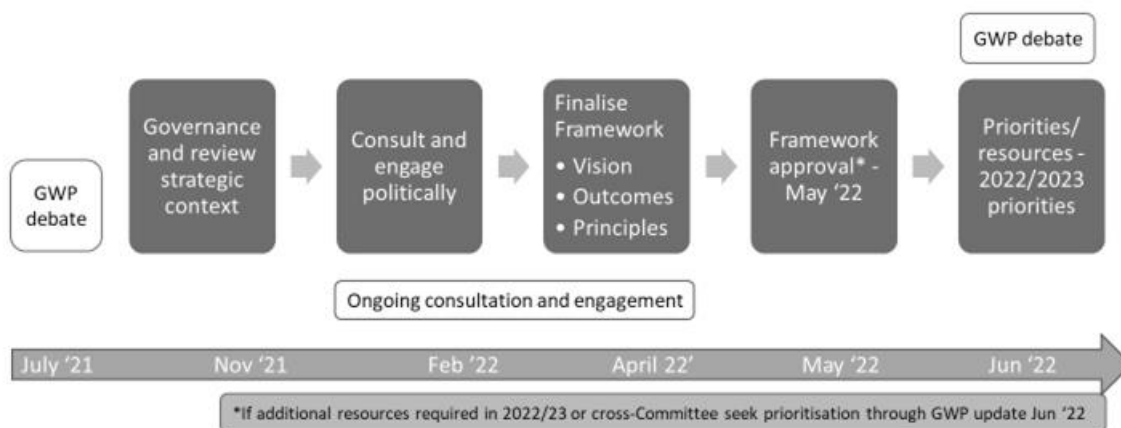 GWP debate
GWP
debate
Governance
and review
strategic
context
Consult and
engage
politically
Finalise
Framework
• Vision
• Outcomes
• Principles
Framework
approval* -
May ‘22
Priorities/
resources -
2022/2023
priorities
Ongoing consultation and engagement
July ‘21 Nov ‘21 Feb ‘22 April 22’ May ‘22 Jun ‘22
*If additional resources required in 2022/23 or cross-Committee seek prioritisation through GWP update Jun ‘22